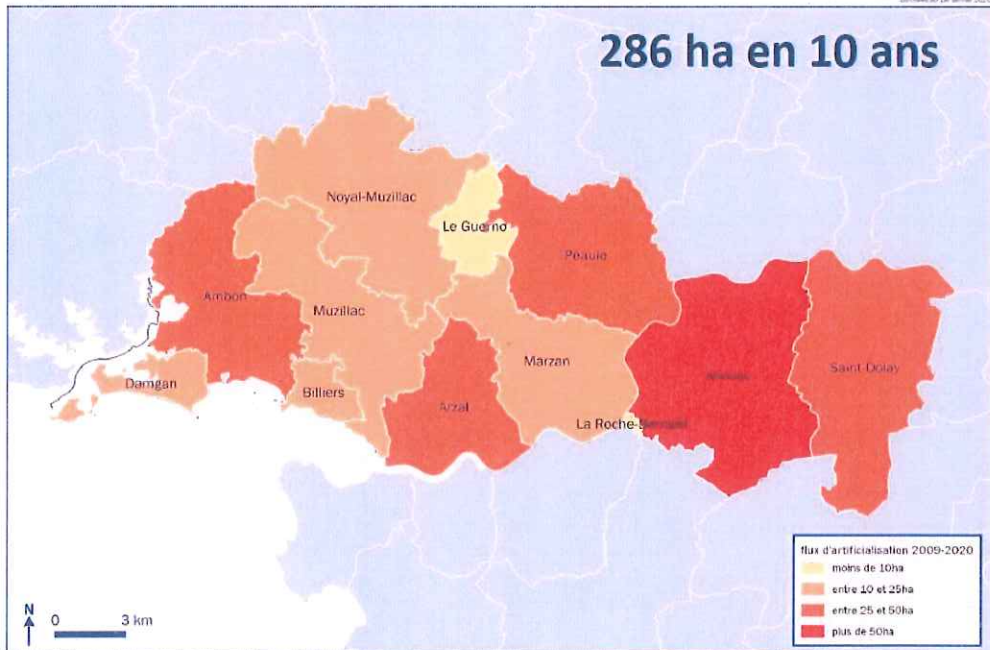 286 ha en 10 ans
Noyal-Muzillac
Le Guerno
Péaule
Ambon
Muzillac
Marzan
Saint-Dolay
Damgan
Billiers
Arzal
La Roche-
flux d'artificialisation 2009-2020
moins de 10ha
entre 10 et 25ha
entre 25 et 50ha
plus de 50ha
N
0 3 km